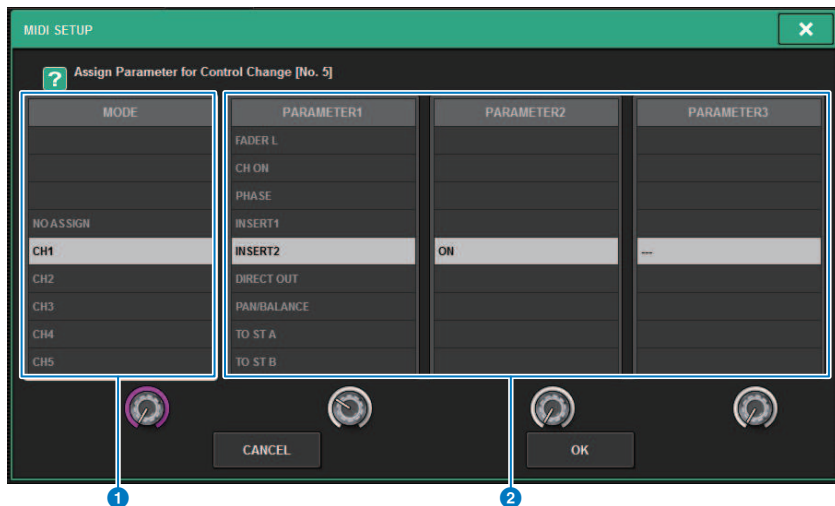 MIDI SETUP
?
Assign Parameter for Control Change [No. 5]
MODE
NO ASSIGN
CH1
CH2
CH3
CH4
CH5
PARAMETER1
FADER L
CH ON
PHASE
INSERT1
INSERT2
DIRECT OUT
PAN/BALANCE
TO ST A
TO ST B
PARAMETER2
ON
PARAMETER3
---
CANCEL
OK
1
2